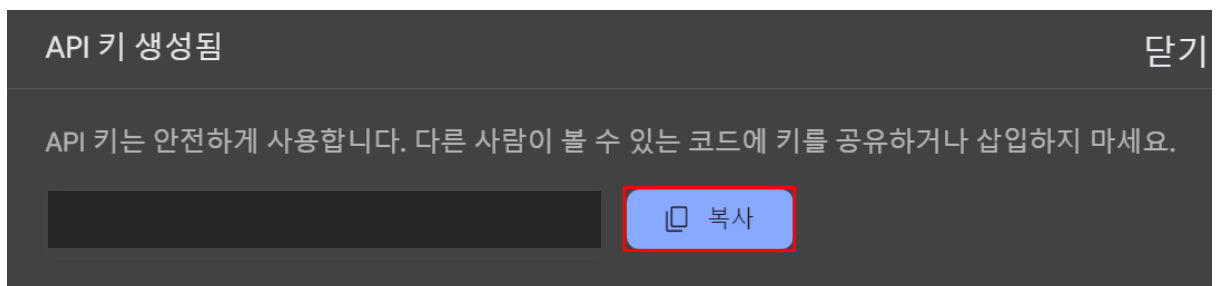 API 키 생성됨
닫기
API 키는 안전하게 사용합니다. 다른 사람이 볼 수 있는 코드에 키를 공유하거나 삽입하지 마세요.
복사